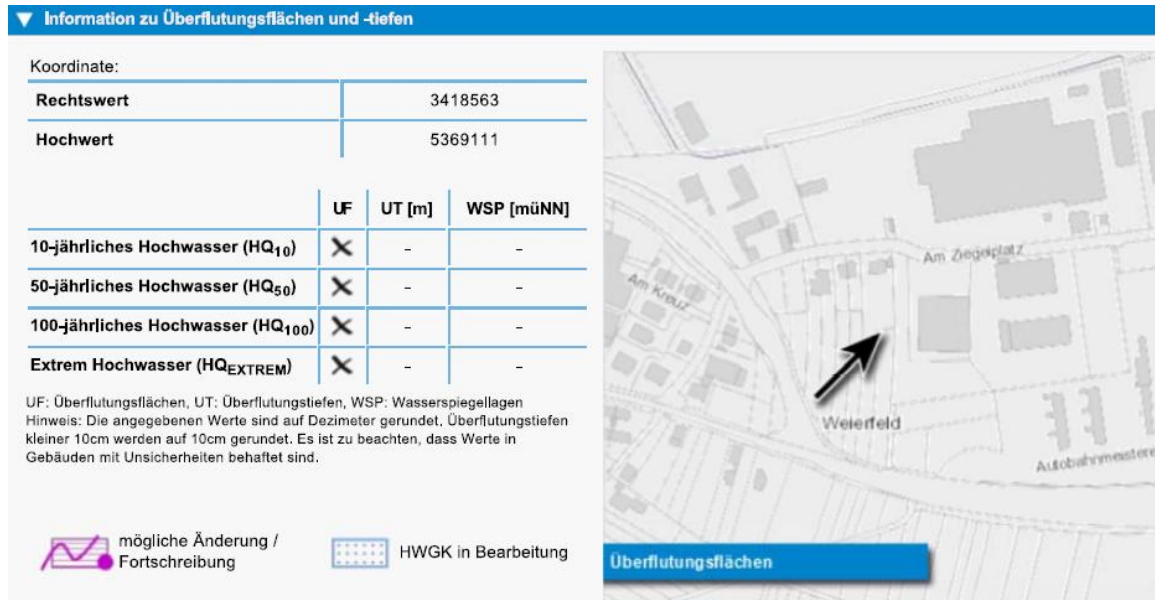 Information zu Überflutungsflächen und -tiefen
Koordinate:
Rechtswert 3418563
Hochwert 5369111
UF UT [m] WSP [müNN]
10-jährliches Hochwasser (HQ10) - -
50-jährliches Hochwasser (HQ50) - -
100-jährliches Hochwasser (HQ100) - -
Extrem Hochwasser (HQEXTREM) - -
UF: Überflutungsflächen, UT: Überflutungstiefen, WSP: Wasserspiegellagen
Hinweis: Die angegebenen Werte sind auf Dezimeter gerundet, Überflutungstiefen
kleiner 10cm werden auf 10cm gerundet. Es ist zu beachten, dass Werte in
Gebäuden mit Unsicherheiten behaftet sind.
mögliche Änderung /
Fortschreibung
HWGK in Bearbeitung
Am Ziegelplatz
Am Kreuz
Weierfeld
Autobahnmeistere
Überflutungsflächen